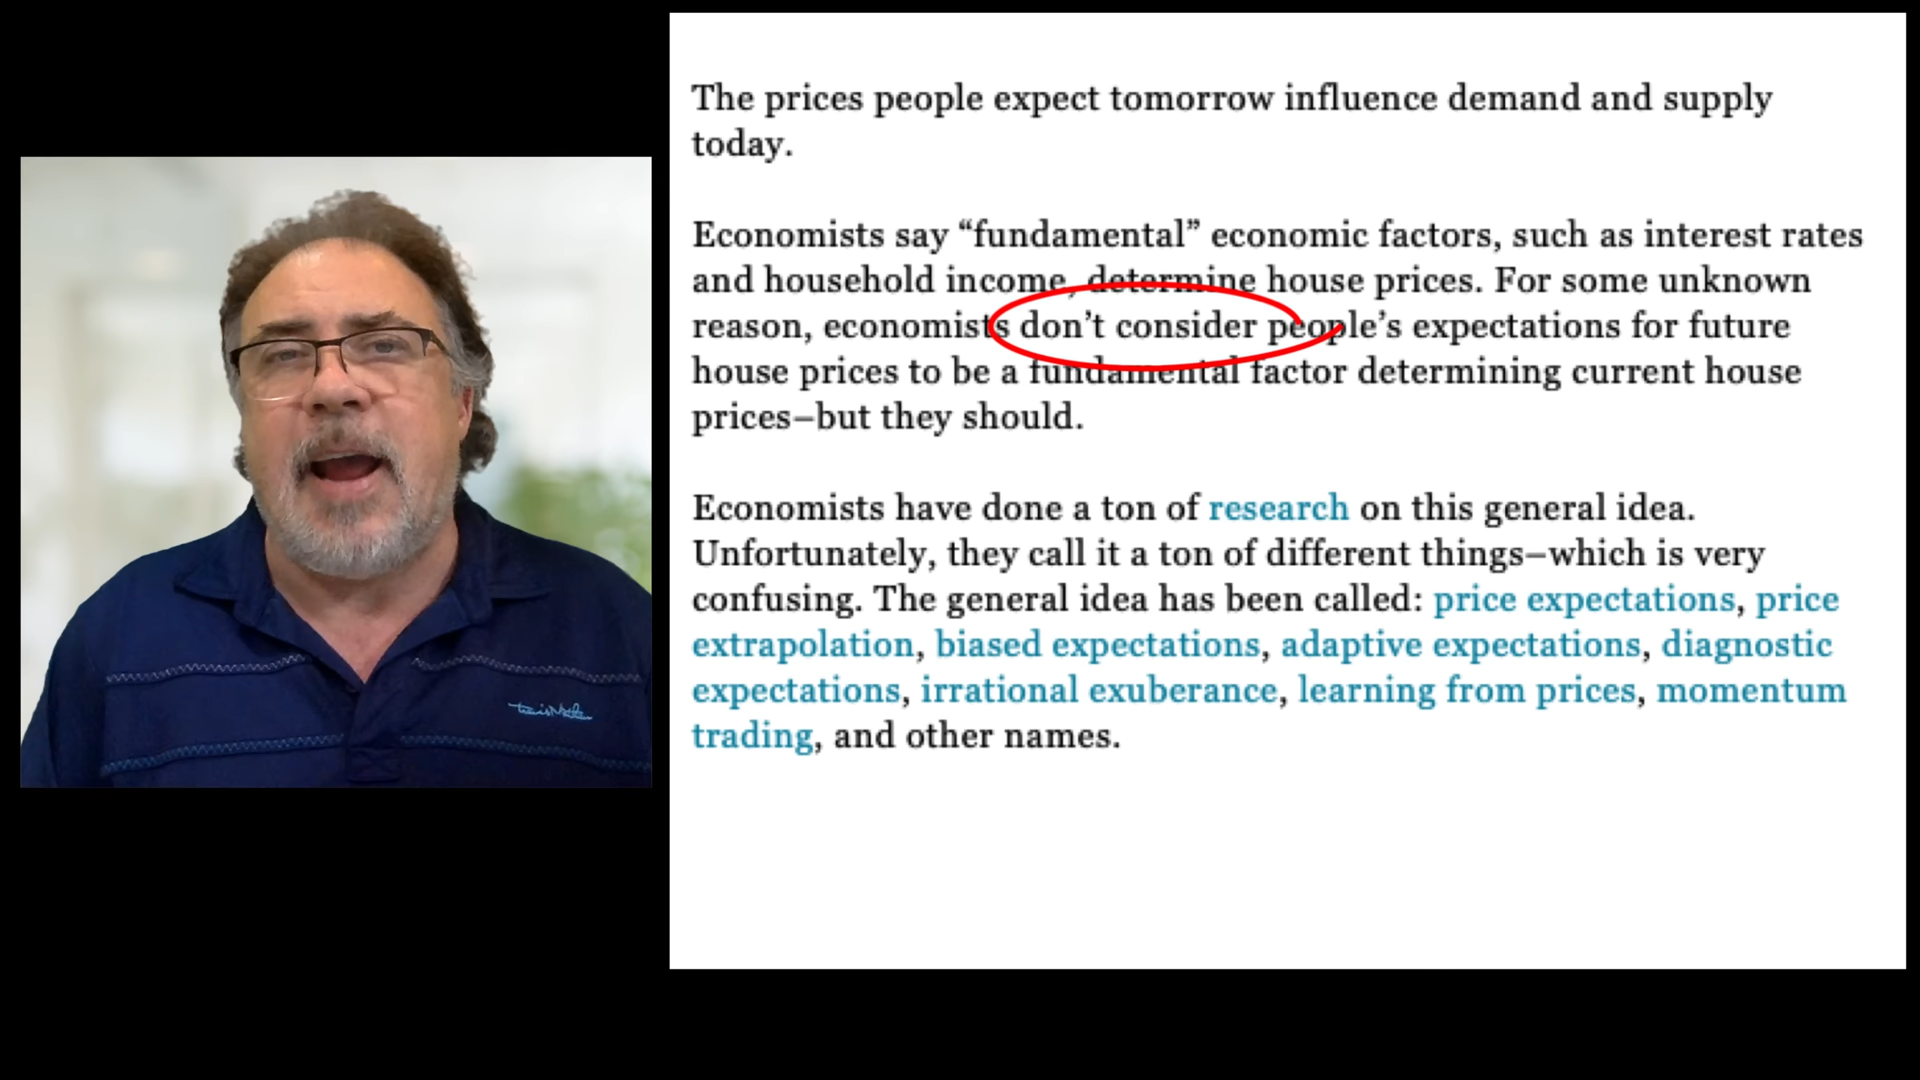 The prices people expect tomorrow influence demand and supply
today.
Economists say “fundamental” economic factors, such as interest rates
and household income, determine house prices. For some unknown
reason, economists don’t consider people’s expectations for future
house prices to be a fundamental factor determining current house
prices—but they should.
Economists have done a ton of research on this general idea.
Unfortunately, they call it a ton of different things—which is very
confusing. The general idea has been called: price expectations, price
extrapolation, biased expectations, adaptive expectations, diagnostic
expectations, irrational exuberance, learning from prices, momentum
trading, and other names.